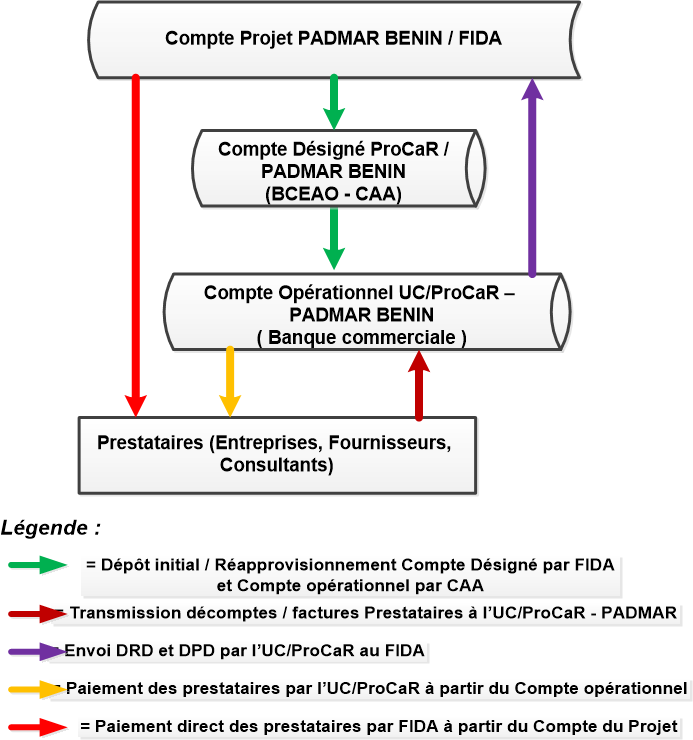 Compte Projet PADMAR BENIN / FIDA
Compte Désigné ProCaR /
PADMAR BENIN
(BCEAO - CAA)
Compte Opérationnel UC/ProCaR –
PADMAR BENIN
( Banque commerciale )
Prestataires (Entreprises, Fournisseurs,
Consultants)
Légende :
= Dépôt initial / Réapprovisionnement Compte Désigné par FIDA
et Compte opérationnel par CAA
= Transmission décomptes / factures Prestataires à l'UC/ProCaR - PADMAR
= Envoi DRD et DPD par l'UC/ProCaR au FIDA
= Paiement des prestataires par l'UC/ProCaR à partir du Compte opérationnel
= Paiement direct des prestataires par FIDA à partir du Compte du Projet